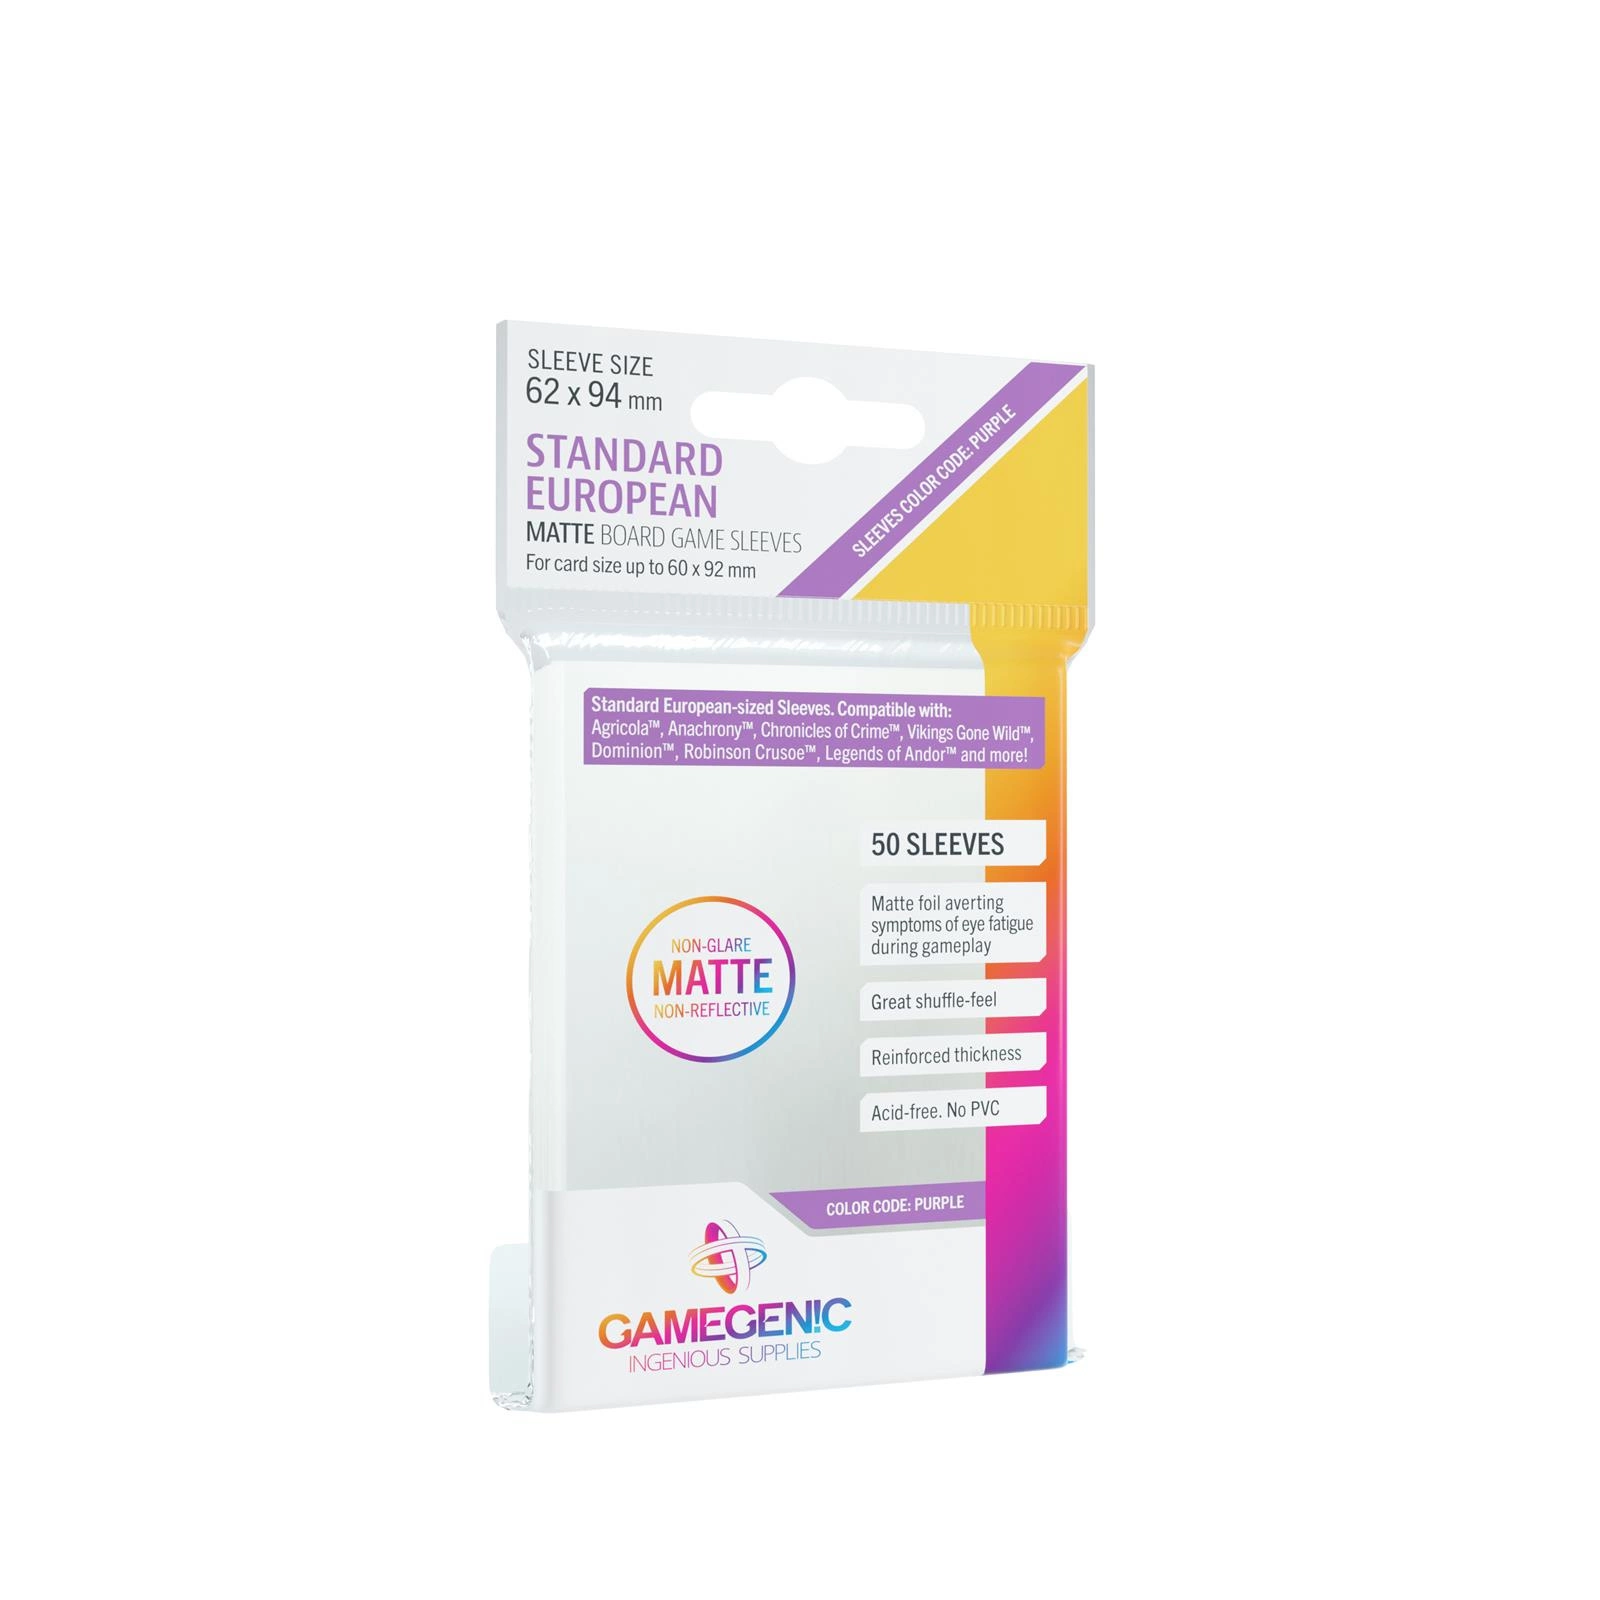 SLEEVE SIZE
62 x 94 mm
STANDARD
EUROPEAN
MATTE BOARD GAME SLEEVES
For card size up to 60 x 92 mm
SLEEVES COLOR CODE: PURPLE
Standard European-sized Sleeves. Compatible with:
Agricola™, Anachrony™, Chronicles of Crime™, Vikings Gone Wild™,
Dominion™, Robinson Crusoe™, Legends of Andor™ and more!
50 SLEEVES
Matte foil averting
symptoms of eye fatigue
during gameplay
NON-GLARE
MATTE
NON-REFLECTIVE
Great shuffle-feel
Reinforced thickness
Acid-free. No PVC
COLOR CODE: PURPLE
GAMEGEN!C
INGENIOUS SUPPLIES